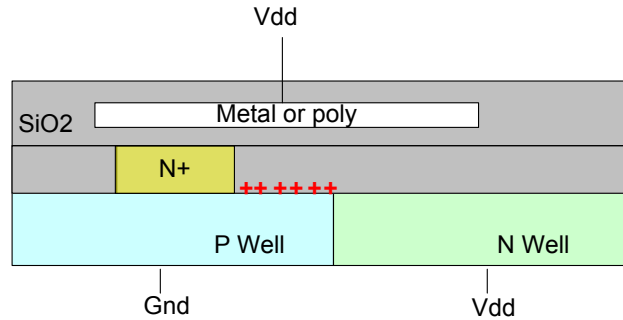 Vdd
Metal or poly
SiO2
N+
++ ++++
P Well
N Well
Gnd
Vdd